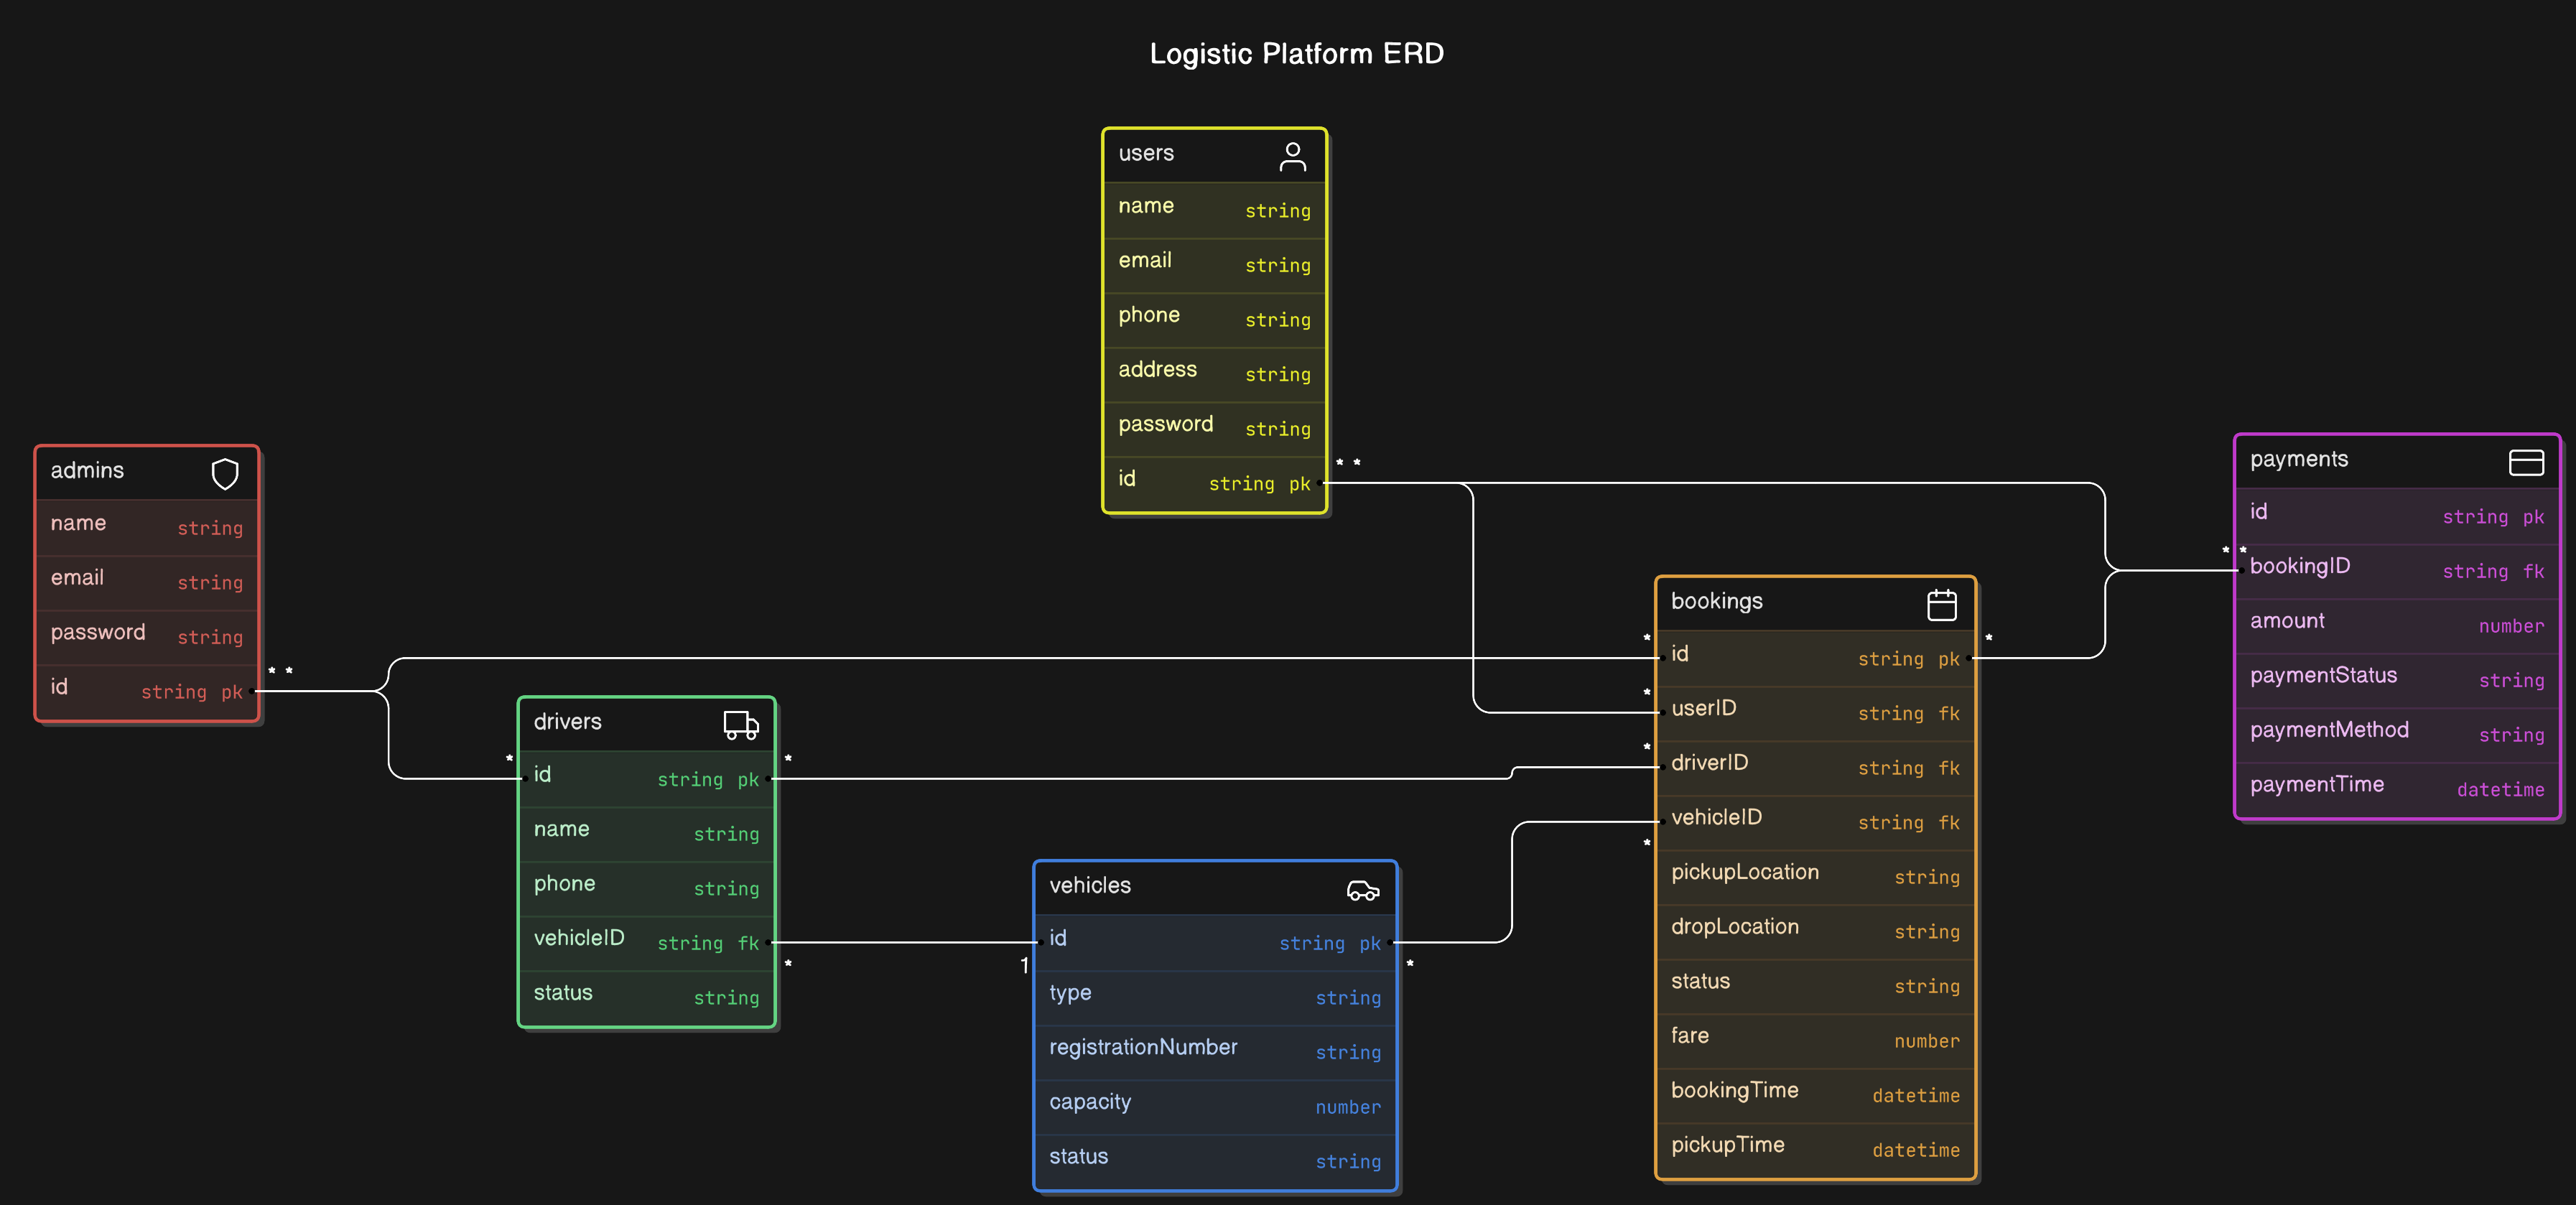 Logistic Platform ERD
users
name string
email string
phone string
address string
password string
id string pk
* *
admins
name string
email string
password string
id string pk
* *
drivers
* id string pk *
name string
phone string
vehicleID string fk
*
status string
vehicles
id string pk
1 *
type string
registrationNumber string
capacity number
status string
bookings
* *
id string pk
*
userID string fk
*
driverID string fk
vehicleID string fk
*
pickupLocation string
dropLocation string
status string
fare number
bookingTime datetime
pickupTime datetime
payments
id string pk
* *
bookingID string fk
amount number
paymentStatus string
paymentMethod string
paymentTime datetime